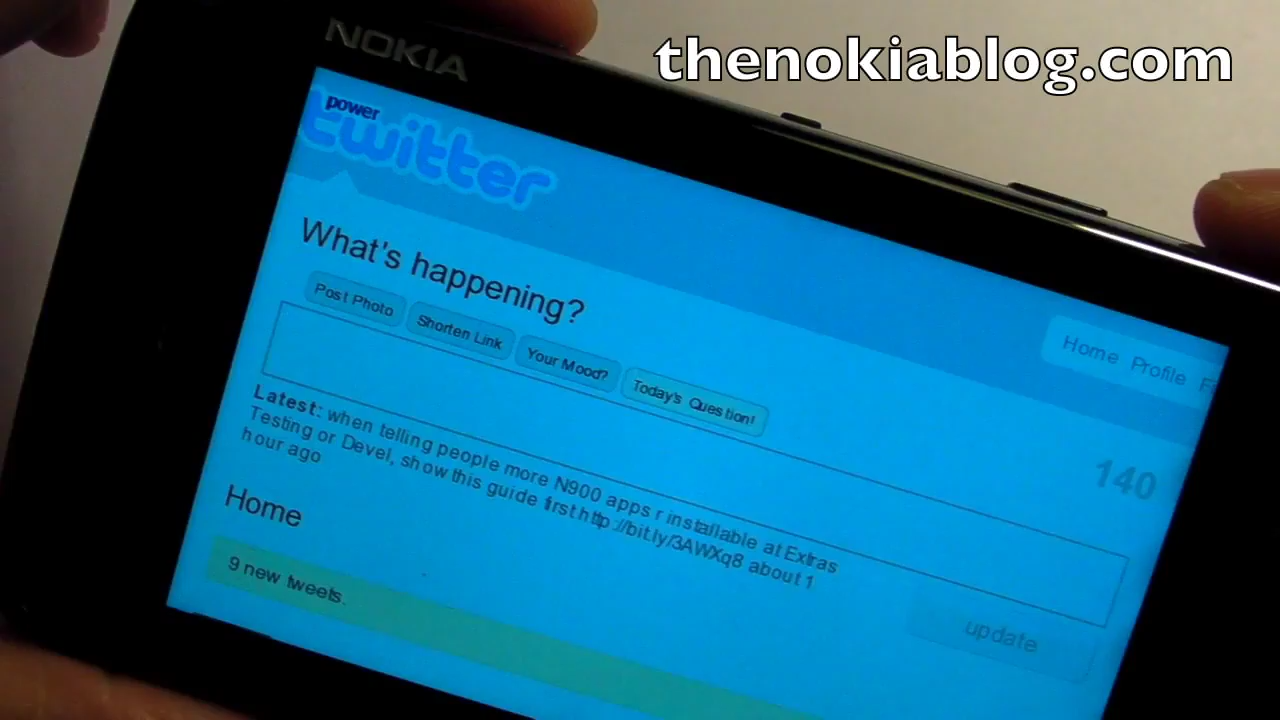 thenokiablog.com
NOKIA
power
twitter
Home Profile
What's happening?
Post Photo Shorten Link Your Mood? Today's Question!
140
Latest: when telling people more N900 apps r installable at Extras
Testing or Devel, show this guide first http://bit.ly/3AWXq8 about 1
hour ago
update
Home
9 new tweets.